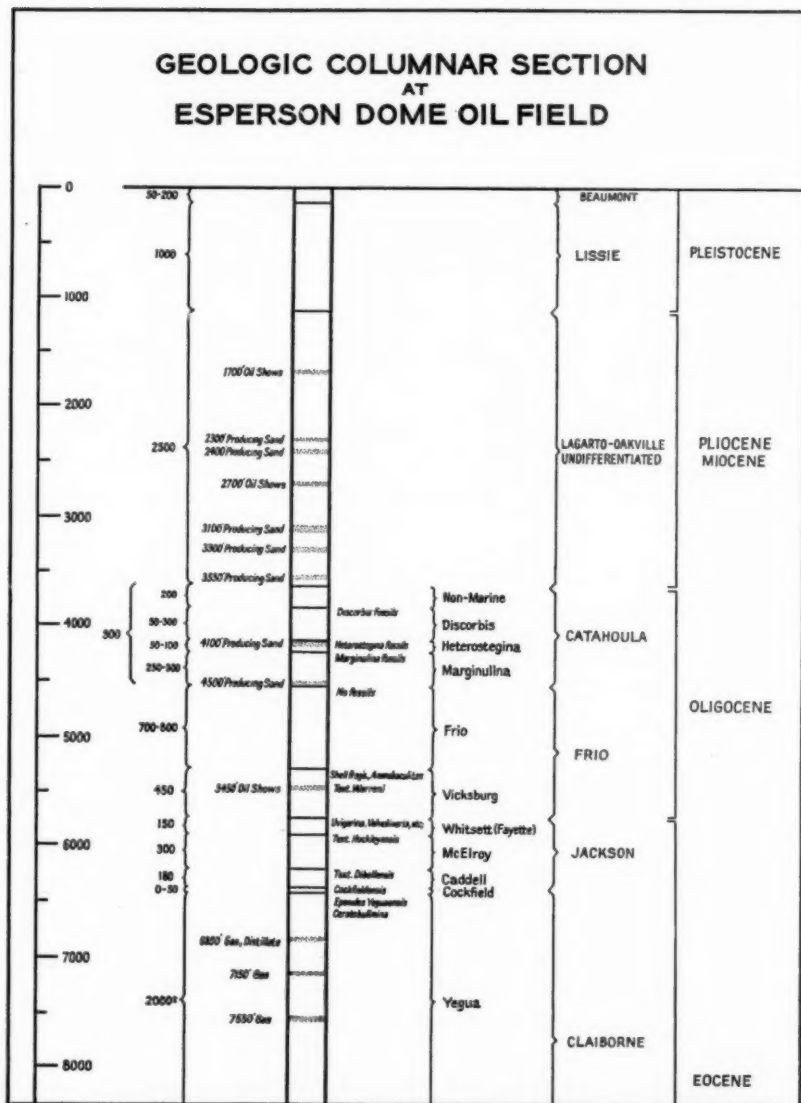 GEOLOGIC COLUMNAR SECTION
AT
ESPERSON DOME OIL FIELD
0
50-200
BEAUMONT
1000
LISSIE
PLEISTOCENE
1000
1700' Oil Shows
2000
2300' Producing Sand
2400' Producing Sand
2500
LAGARTO-OAKVILLE
UNDIFFERENTIATED
PLIOCENE
MIOCENE
2700' Oil Shows
3000
3100' Producing Sand
3300' Producing Sand
3550' Producing Sand
200
Non-Marine
Discorbis Fossils
4000
50-300
Discorbis
CATAHOULA
4100' Producing Sand
50-100
Heterostegina Fossils
Heterostegina
Marginulina Fossils
250-300
Marginulina
4500' Producing Sand
No Fossils
OLIGOCENE
Frio
5000
FRIO
450
Oil Shows
Vicksburg
150
Whitsett (Fayette)
6000
300
McElroy
JACKSON
180
Caddell
0-50
Cockfield
Gas, Distillate
7000
7150' Gas
Yegua
Gas
CLAIBORNE
8000
EOCENE